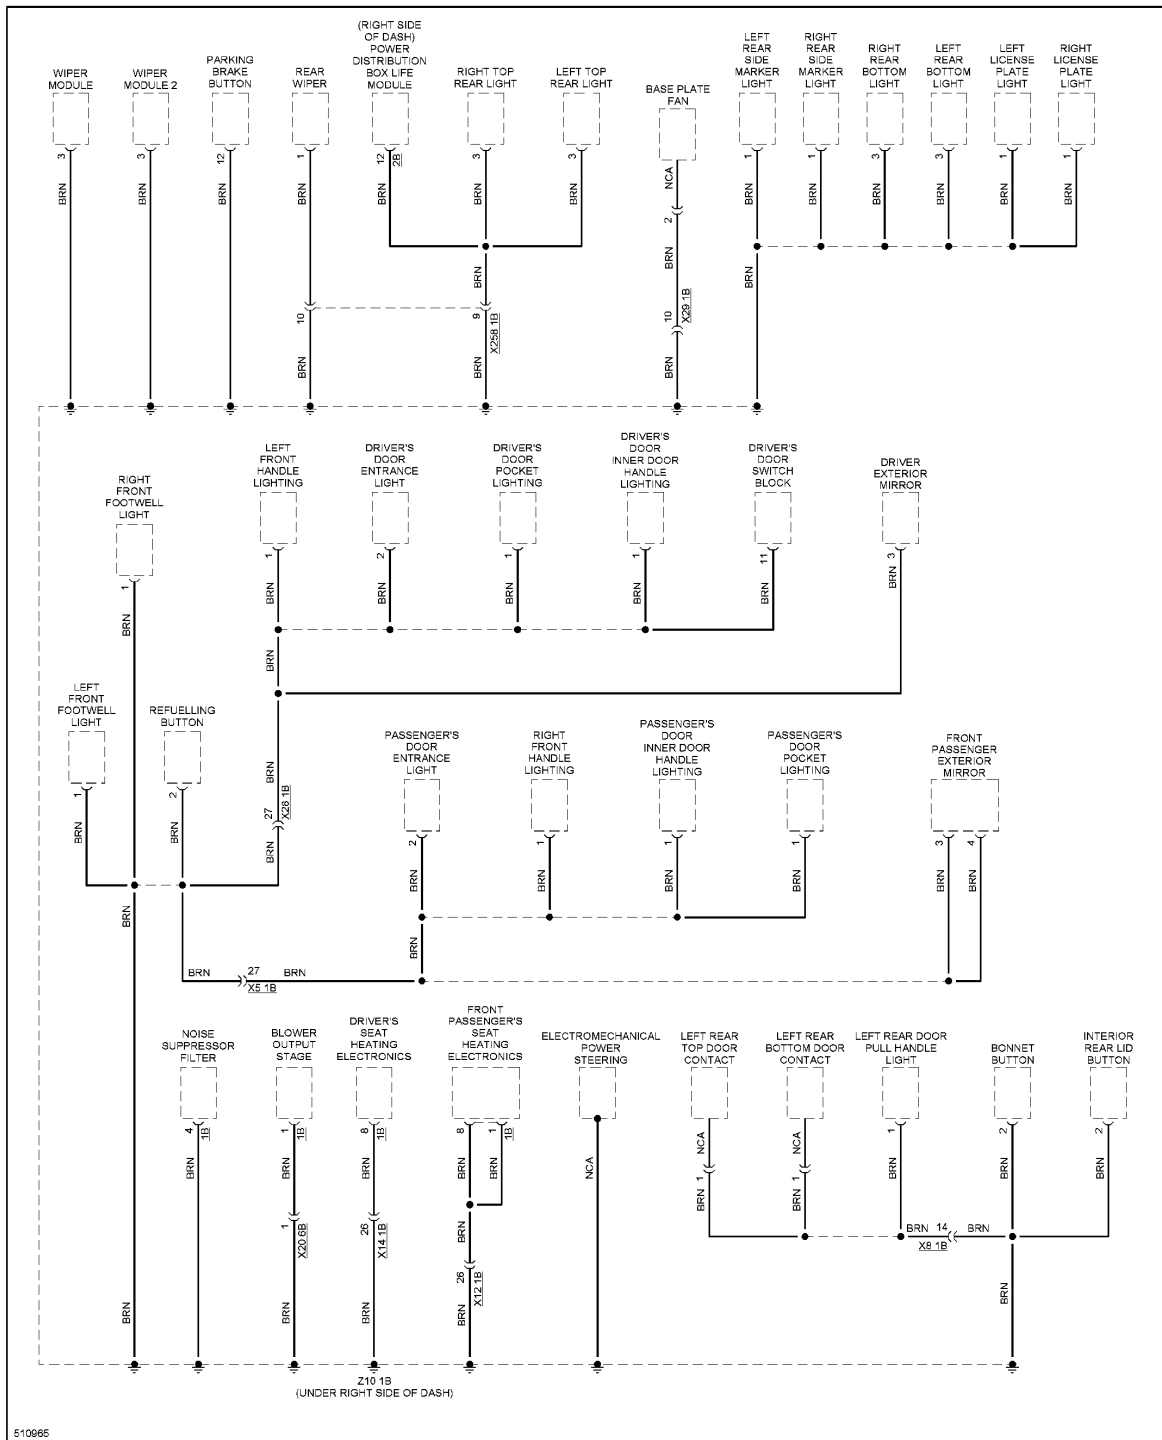 WIPER
MODULE
WIPER
MODULE 2
PARKING
BRAKE
BUTTON
REAR
WIPER
(RIGHT SIDE
OF DASH)
POWER
DISTRIBUTION
BOX LIFE
MODULE
RIGHT TOP
REAR LIGHT
LEFT TOP
REAR LIGHT
BASE PLATE
FAN
LEFT
REAR
SIDE
MARKER
LIGHT
RIGHT
REAR
SIDE
MARKER
LIGHT
RIGHT
REAR
BOTTOM
LIGHT
LEFT
REAR
BOTTOM
LIGHT
LEFT
LICENSE
PLATE
LIGHT
RIGHT
LICENSE
PLATE
LIGHT
3
3
12
1
12
2B
3
3
1
1
3
3
1
1
BRN
BRN
BRN
BRN
BRN
BRN
BRN
NCA
BRN
BRN
BRN
BRN
BRN
BRN
2
BRN
BRN
BRN
10
9
X258 1B
10
X29 1B
BRN
BRN
BRN
RIGHT
FRONT
FOOTWELL
LIGHT
LEFT
FRONT
HANDLE
LIGHTING
DRIVER'S
DOOR
ENTRANCE
LIGHT
DRIVER'S
DOOR
POCKET
LIGHTING
DRIVER'S
DOOR
INNER DOOR
HANDLE
LIGHTING
DRIVER'S
DOOR
SWITCH
BLOCK
DRIVER
EXTERIOR
MIRROR
1
1
2
1
1
11
3
BRN
BRN
BRN
BRN
BRN
BRN
BRN
BRN
LEFT
FRONT
FOOTWELL
LIGHT
REFUELLING
BUTTON
PASSENGER'S
DOOR
ENTRANCE
LIGHT
RIGHT
FRONT
HANDLE
LIGHTING
PASSENGER'S
DOOR
INNER DOOR
HANDLE
LIGHTING
PASSENGER'S
DOOR
POCKET
LIGHTING
FRONT
PASSENGER
EXTERIOR
MIRROR
1
2
BRN
27
X28 1B
2
1
1
1
3
4
BRN
BRN
BRN
BRN
BRN
BRN
BRN
BRN
BRN
BRN
BRN
BRN
27
BRN
X5 1B
NOISE
SUPPRESSOR
FILTER
BLOWER
OUTPUT
STAGE
DRIVER'S
SEAT
HEATING
ELECTRONICS
FRONT
PASSENGER'S
SEAT
HEATING
ELECTRONICS
ELECTROMECHANICAL
POWER
STEERING
LEFT REAR
TOP DOOR
CONTACT
LEFT REAR
BOTTOM DOOR
CONTACT
LEFT REAR DOOR
PULL HANDLE
LIGHT
BONNET
BUTTON
INTERIOR
REAR LID
BUTTON
4
1B
1
1B
8
1B
8
1
1B
1
2
2
BRN
BRN
BRN
BRN
BRN
NCA
NCA
NCA
BRN
BRN
BRN
1
1
BRN
BRN
1
X20 6B
26
X14 1B
BRN
BRN
14
BRN
X8 1B
26
X12 1B
BRN
BRN
BRN
BRN
BRN
Z10 1B
(UNDER RIGHT SIDE OF DASH)
510965